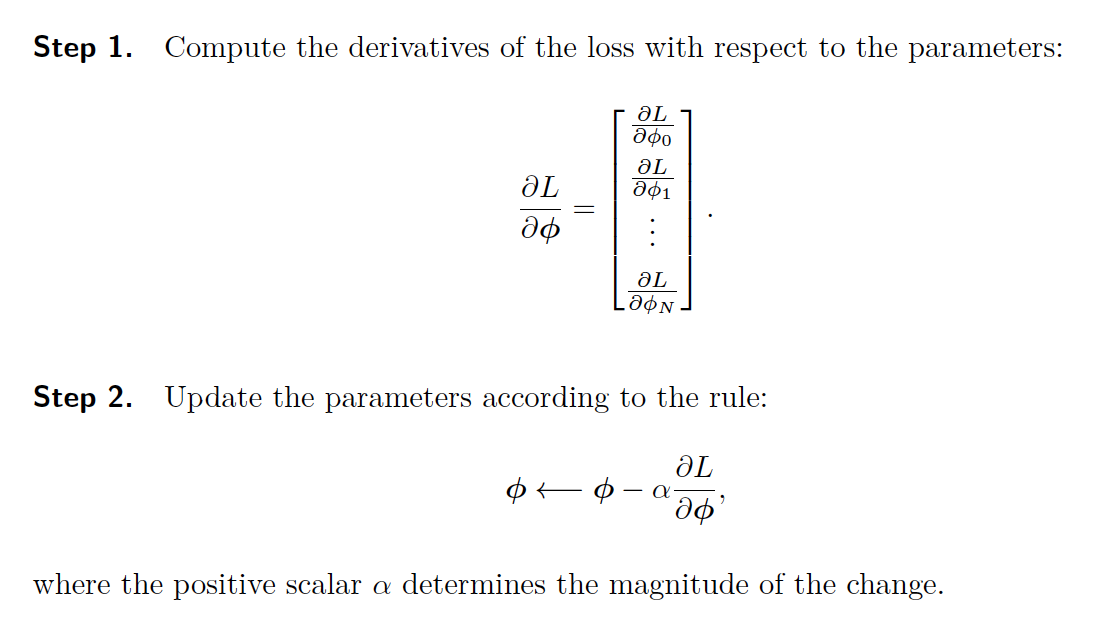 Step 1. Compute the derivatives of the loss with respect to the parameters:
∂L/∂ϕ = [∂L/∂ϕ₀ ∂L/∂ϕ₁ ⋮ ∂L/∂ϕ_N].
Step 2. Update the parameters according to the rule:
ϕ ⟵ ϕ − α ∂L/∂ϕ,
where the positive scalar α determines the magnitude of the change.